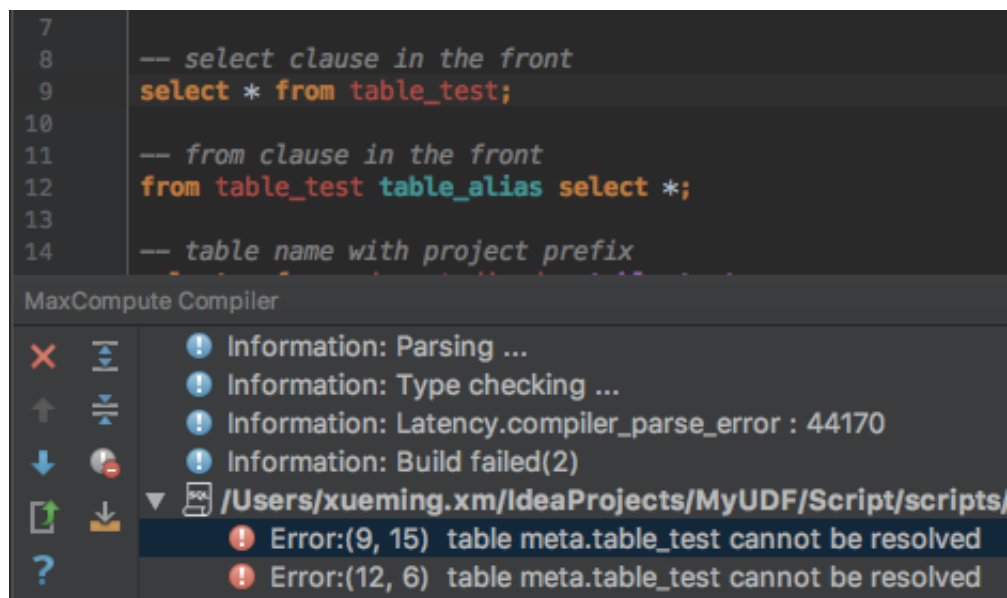 7
8 -- select clause in the front
9 select * from table_test;
10
11 -- from clause in the front
12 from table_test table_alias select *;
13
14 -- table name with project prefix
MaxCompute Compiler
Information: Parsing ...
Information: Type checking ...
Information: Latency.compiler_parse_error : 44170
Information: Build failed(2)
SQL /Users/xueming.xm/IdeaProjects/MyUDF/Script/scripts/
Error:(9, 15) table meta.table_test cannot be resolved
Error:(12, 6) table meta.table_test cannot be resolved